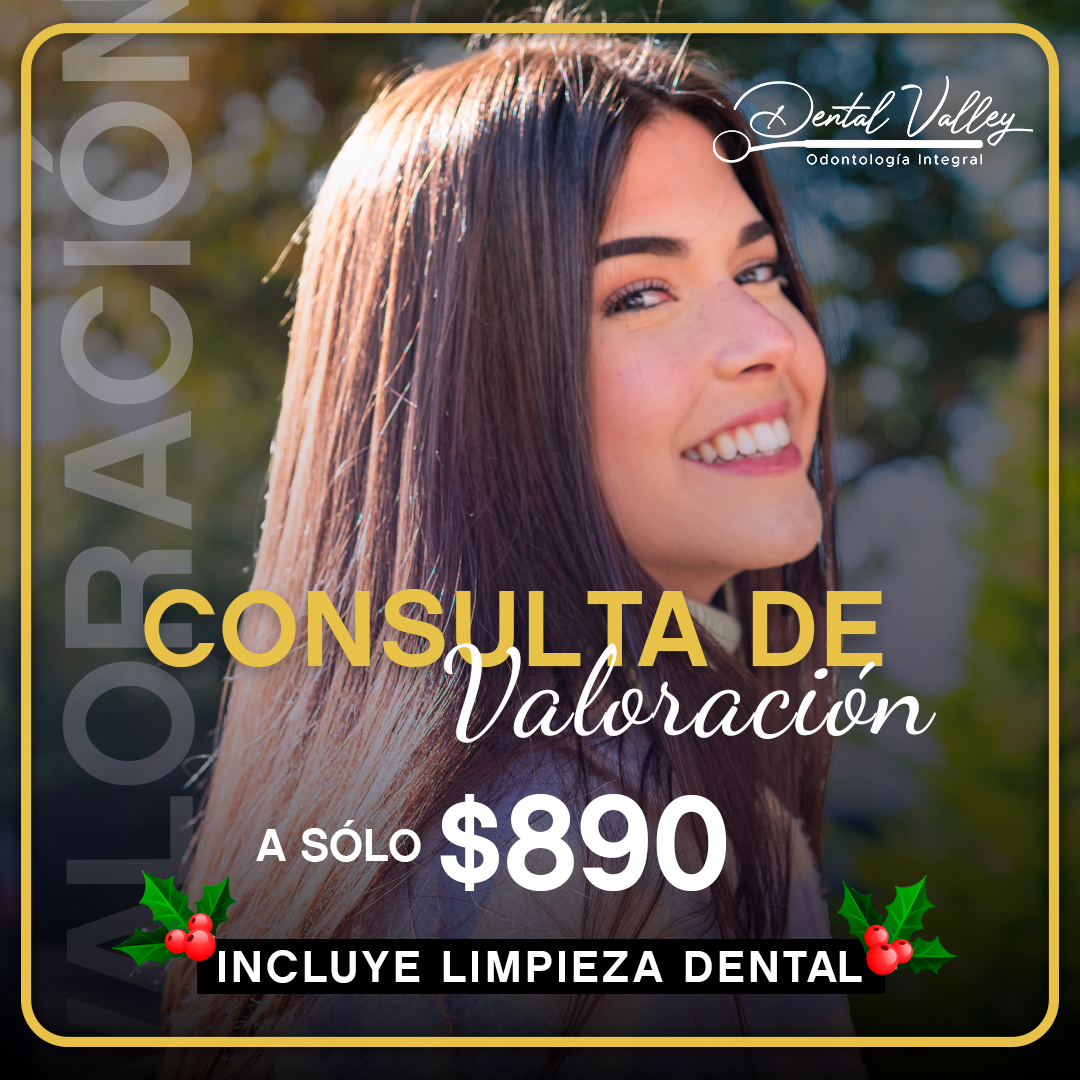 Dental Valley
Odontología Integral
VALORACIÓN
CONSULTA DE
Valoración
A SÓLO $890
INCLUYE LIMPIEZA DENTAL